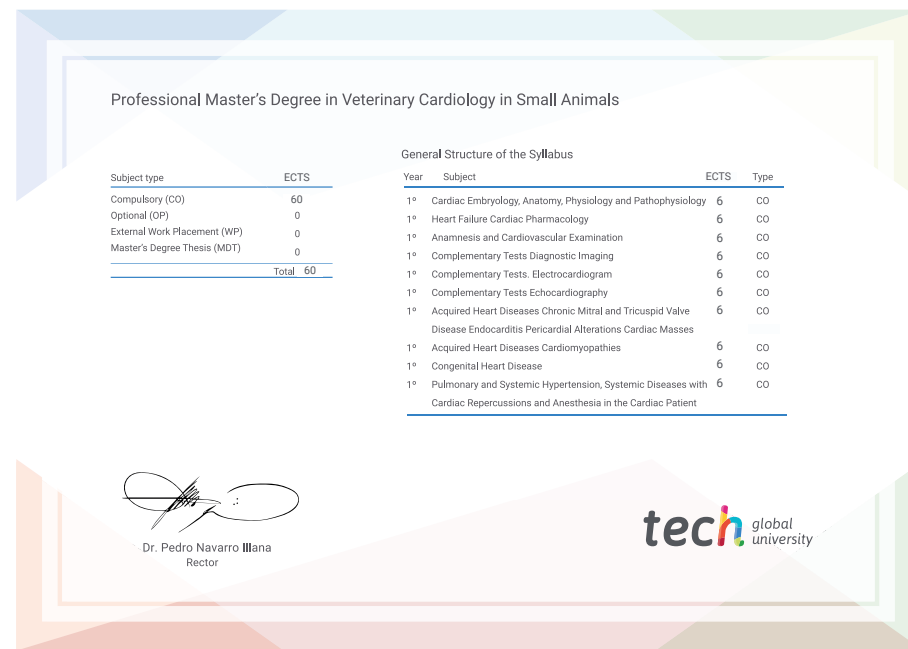 Professional Master's Degree in Veterinary Cardiology in Small Animals
Subject type ECTS
Compulsory (CO) 60
Optional (OP) 0
External Work Placement (WP) 0
Master's Degree Thesis (MDT) 0
Total 60
General Structure of the Syllabus
Year Subject ECTS Type
1º Cardiac Embryology, Anatomy, Physiology and Pathophysiology 6 CO
1º Heart Failure Cardiac Pharmacology 6 CO
1º Anamnesis and Cardiovascular Examination 6 CO
1º Complementary Tests Diagnostic Imaging 6 CO
1º Complementary Tests. Electrocardiogram 6 CO
1º Complementary Tests Echocardiography 6 CO
1º Acquired Heart Diseases Chronic Mitral and Tricuspid Valve 6 CO
Disease Endocarditis Pericardial Alterations Cardiac Masses
1º Acquired Heart Diseases Cardiomyopathies 6 CO
1º Congenital Heart Disease 6 CO
1º Pulmonary and Systemic Hypertension, Systemic Diseases with 6 CO
Cardiac Repercussions and Anesthesia in the Cardiac Patient
Dr. Pedro Navarro Illana
Rector
tech global
university